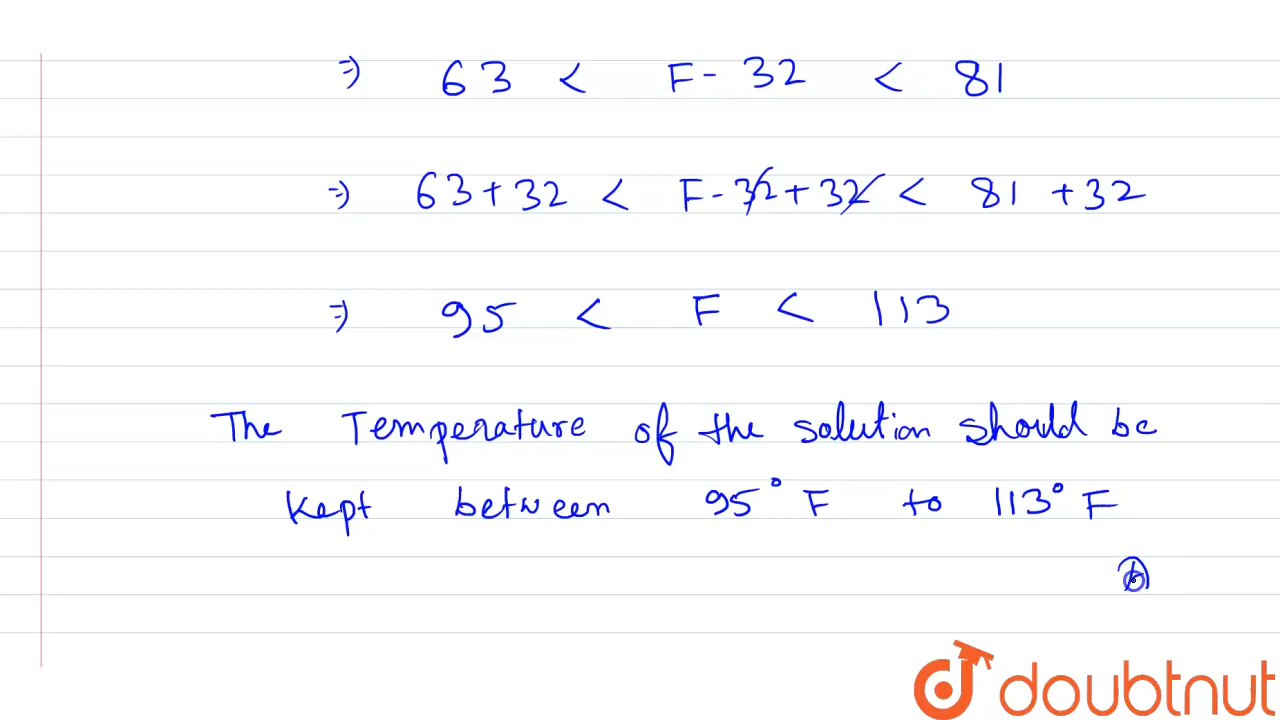 ⇒ 63 < F - 32 < 81
⇒ 63 + 32 < F - 32 + 32 < 81 + 32
⇒ 95 < F < 113
The Temperature of the solution should be
kept between 95° F to 113° F
doubtnut